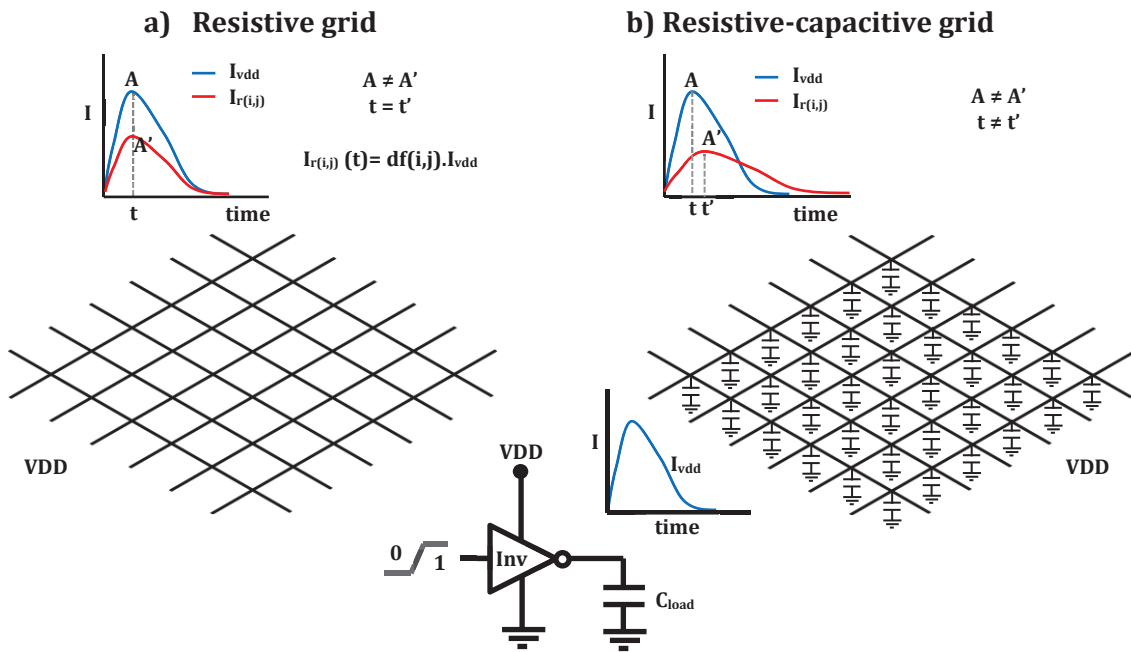 a) Resistive grid
I
A
A'
Ivdd
Ir(i,j)
A ≠ A'
t = t'
Ir(i,j) (t)= df(i,j).Ivdd
t
time
VDD
b) Resistive-capacitive grid
I
A
A'
Ivdd
Ir(i,j)
A ≠ A'
t ≠ t'
t t'
time
VDD
I
Ivdd
time
VDD
0
1
Inv
Cload